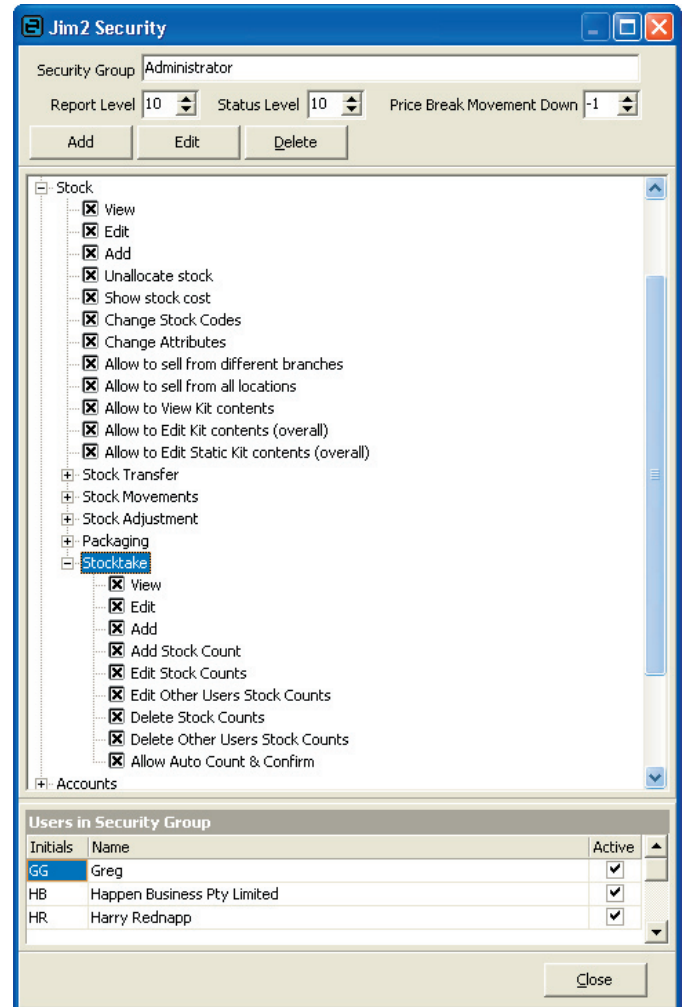 Jim2 Security
Security Group Administrator
Report Level 10 Status Level 10 Price Break Movement Down -1
Add Edit Delete
Stock
View
Edit
Add
Unallocate stock
Show stock cost
Change Stock Codes
Change Attributes
Allow to sell from different branches
Allow to sell from all locations
Allow to View Kit contents
Allow to Edit Kit contents (overall)
Allow to Edit Static Kit contents (overall)
Stock Transfer
Stock Movements
Stock Adjustment
Packaging
Stocktake
View
Edit
Add
Add Stock Count
Edit Stock Counts
Edit Other Users Stock Counts
Delete Stock Counts
Delete Other Users Stock Counts
Allow Auto Count & Confirm
Accounts
Users in Security Group
Initials Name Active
GG Greg
HB Happen Business Pty Limited
HR Harry Rednapp
Close